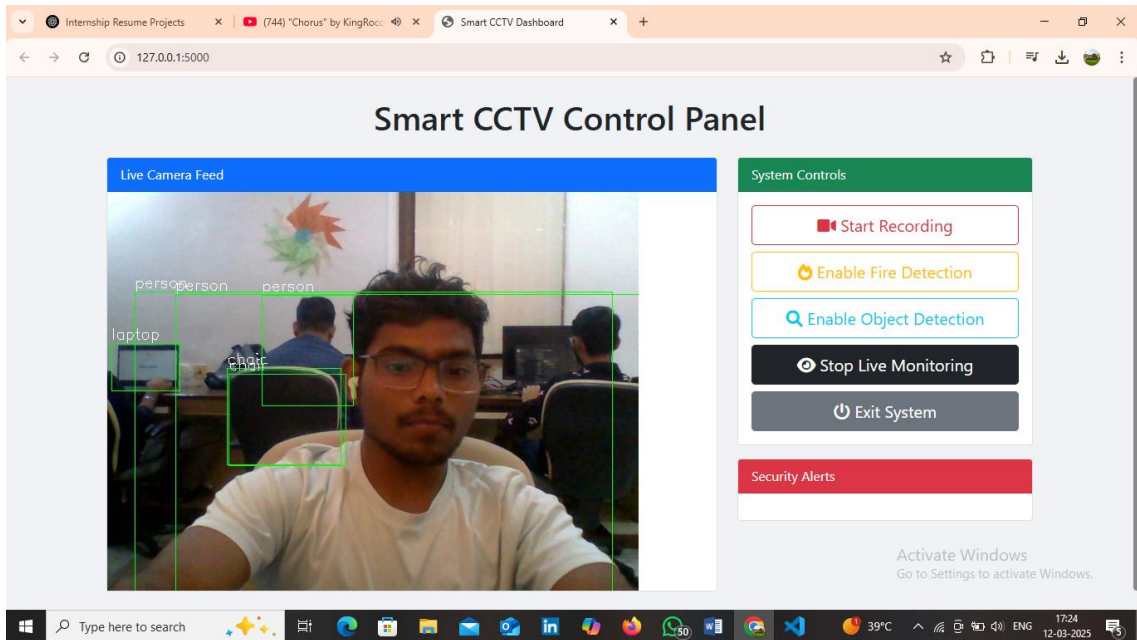 Internship Resume Projects
(744) "Chorus" by KingRoc
Smart CCTV Dashboard
127.0.0.1:5000
Smart CCTV Control Panel
Live Camera Feed
person
person
person
laptop
chair
System Controls
Start Recording
Enable Fire Detection
Enable Object Detection
Stop Live Monitoring
Exit System
Security Alerts
Activate Windows
Go to Settings to activate Windows.
Type here to search
50
39°C
ENG
17:24
12-03-2025
5